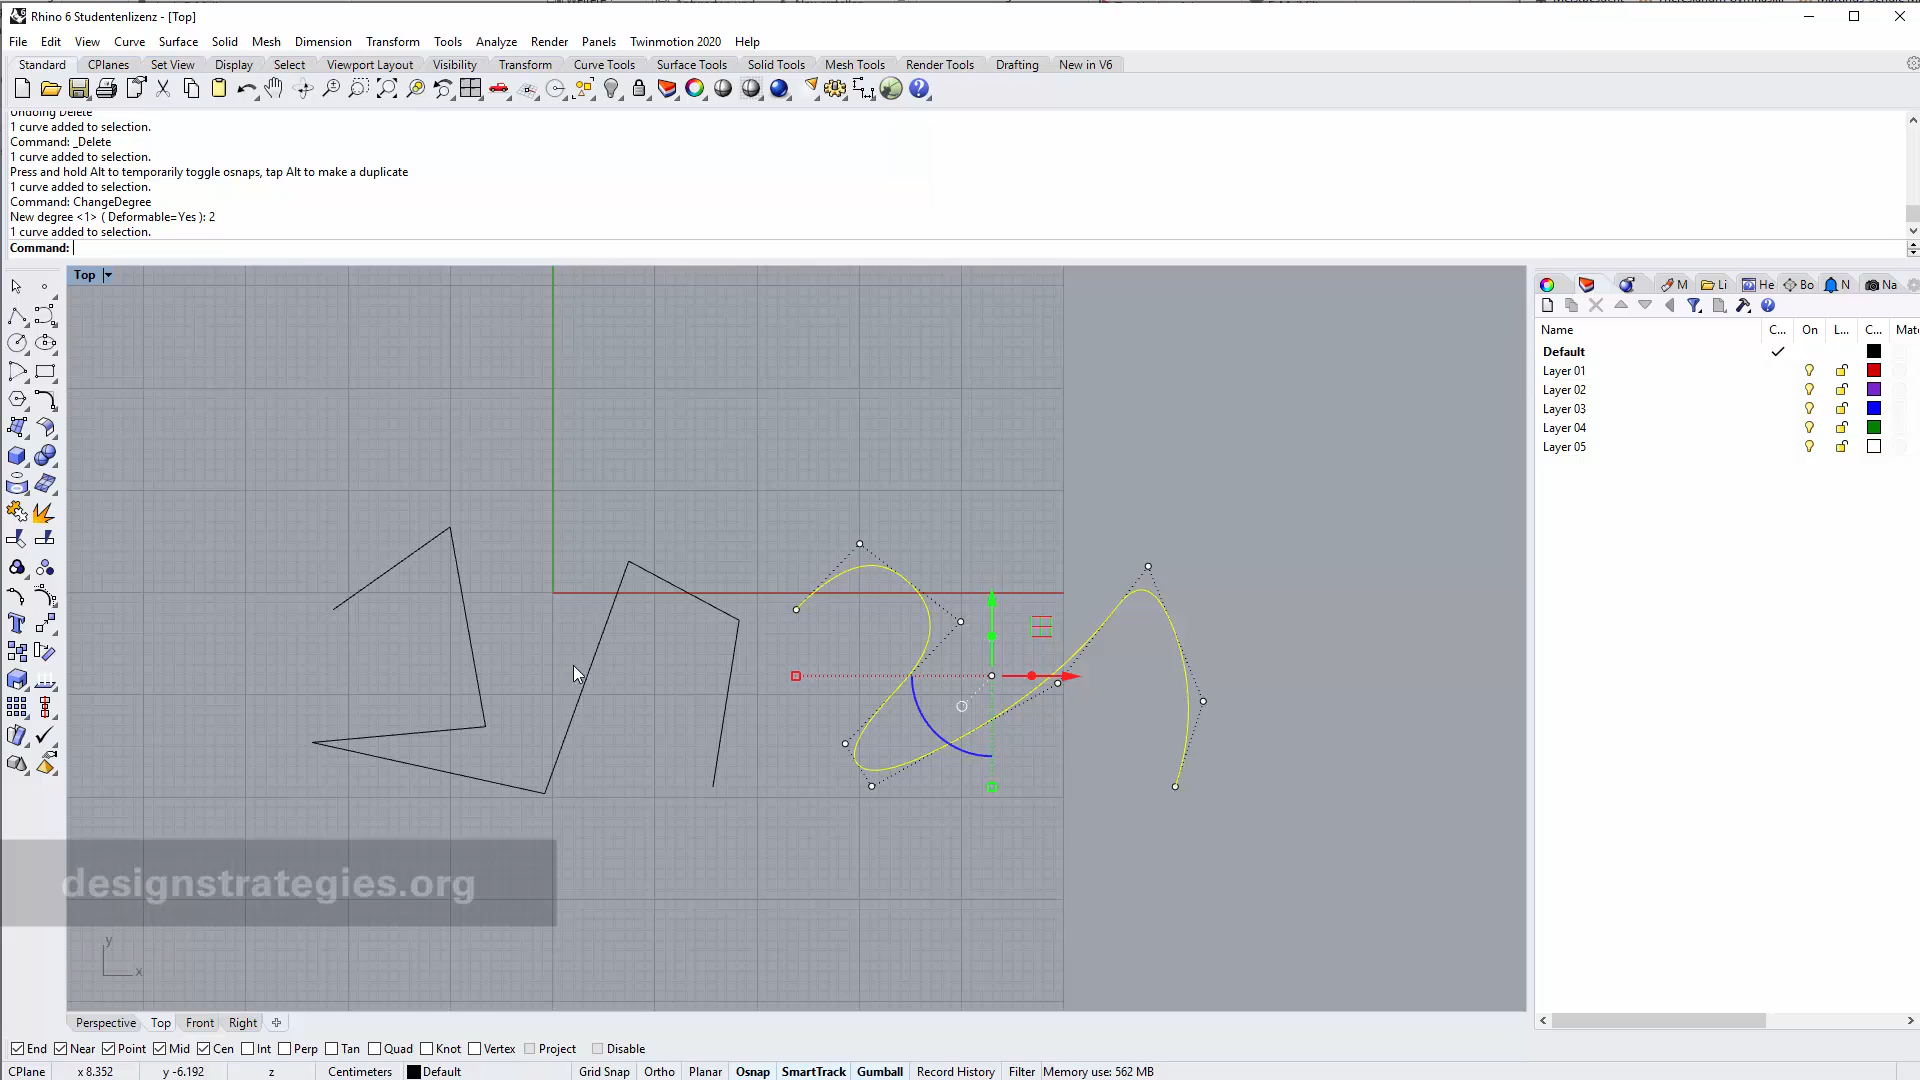 Rhino 6 Studentenlizenz - [Top]
File Edit View Curve Surface Solid Mesh Dimension Transform Tools Analyze Render Panels Twinmotion 2020 Help
Standard CPlanes Set View Display Select Viewport Layout Visibility Transform Curve Tools Surface Tools Solid Tools Mesh Tools Render Tools Drafting New in V6
Undoing Delete
1 curve added to selection.
Command: _Delete
1 curve added to selection.
Press and hold Alt to temporarily toggle osnaps, tap Alt to make a duplicate
1 curve added to selection.
Command: ChangeDegree
New degree <1> ( Deformable=Yes ): 2
1 curve added to selection.
Command:
Top
M Li He Bo N Na
Name C... On L... C... Mate
Default
Layer 01
Layer 02
Layer 03
Layer 04
Layer 05
designstrategies.org
y
x
Perspective Top Front Right
End Near Point Mid Cen Int Perp Tan Quad Knot Vertex Project Disable
CPlane x 8.352 y -6.192 z Centimeters Default Grid Snap Ortho Planar Osnap SmartTrack Gumball Record History Filter Memory use: 562 MB